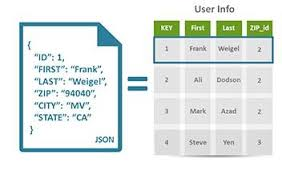 User Info
{
"ID": 1,
"FIRST": "Frank",
"LAST": "Weigel",
"ZIP": "94040",
"CITY": "MV",
"STATE": "CA"
}
JSON
=
KEY First Last ZIP_id
1 Frank Weigel 2
2 Ali Dodson 2
3 Mark Azad 2
4 Steve Yen 3